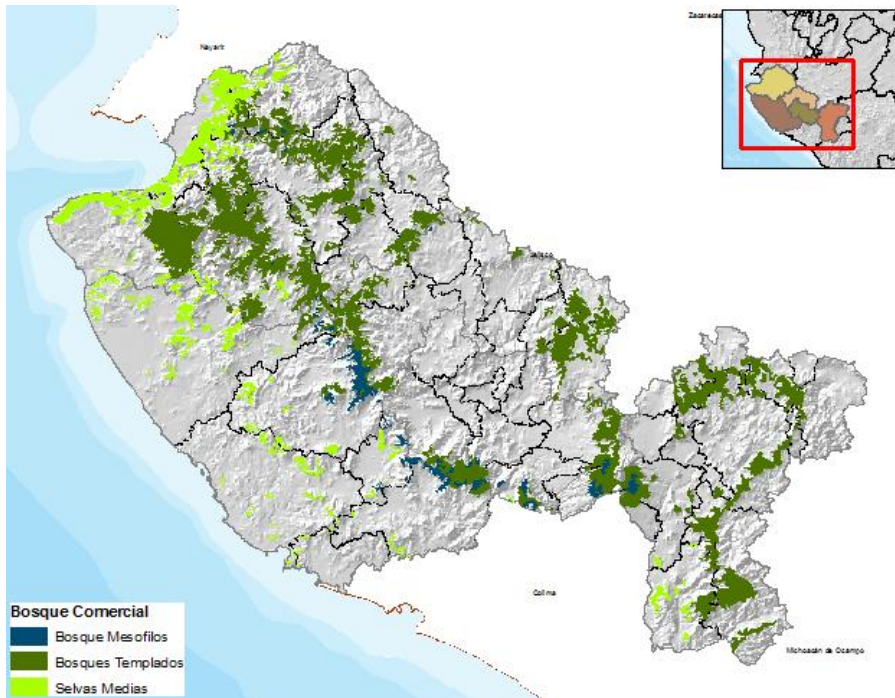 Zacatecas
Nayarit
Jalisco
Colima
Michoacán de Ocampo
Bosque Comercial
Bosque Mesofilos
Bosques Templados
Selvas Medias